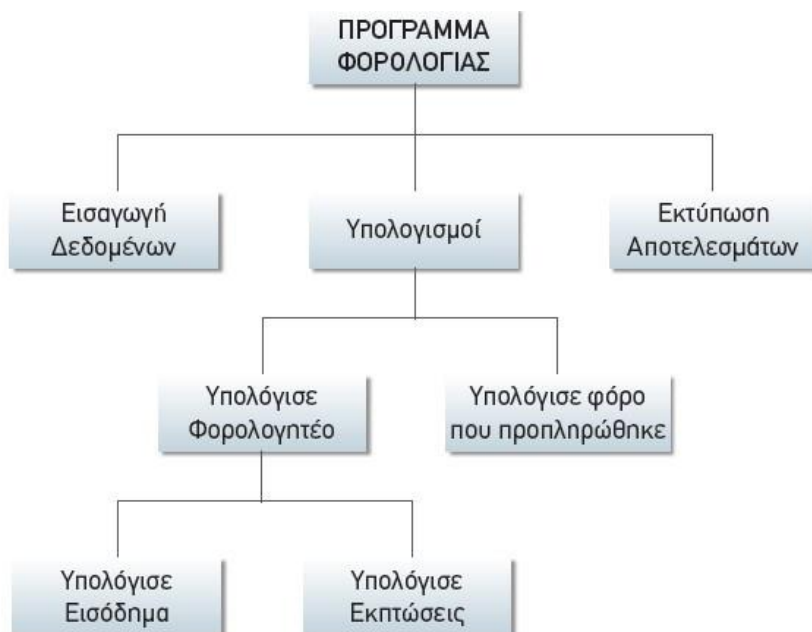 ΠΡΟΓΡΑΜΜΑ
ΦΟΡΟΛΟΓΙΑΣ
Εισαγωγή
Δεδομένων
Υπολογισμοί
Εκτύπωση
Αποτελεσμάτων
Υπολόγισε
Φορολογητέο
Υπολόγισε φόρο
που προπληρώθηκε
Υπολόγισε
Εισόδημα
Υπολόγισε
Εκπτώσεις